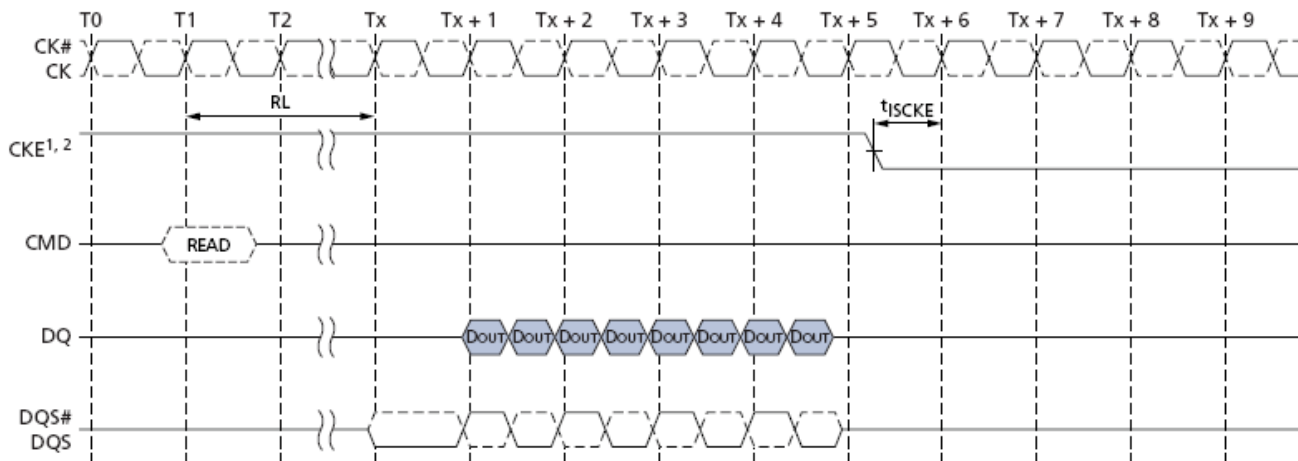 T0 T1 T2 Tx Tx + 1 Tx + 2 Tx + 3 Tx + 4 Tx + 5 Tx + 6 Tx + 7 Tx + 8 Tx + 9
CK#
CK
RL
tISCKE
CKE1, 2
CMD READ
DQ DOUT DOUT DOUT DOUT DOUT DOUT DOUT DOUT
DQS#
DQS